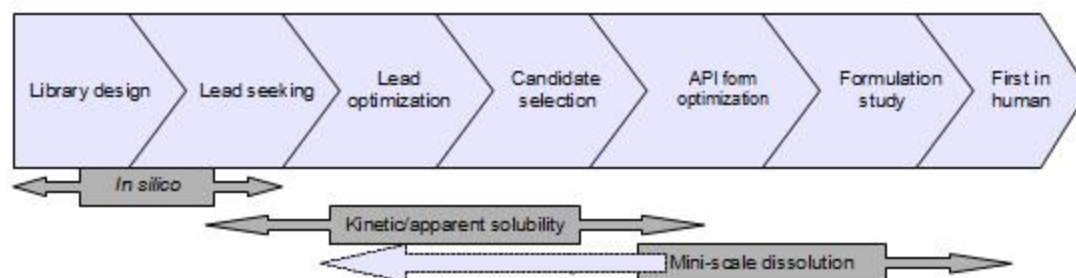 Library design
Lead seeking
Lead
optimization
Candidate
selection
API form
optimization
Formulation
study
First in
human
In silico
Kinetic/apparent solubility
Mini-scale dissolution